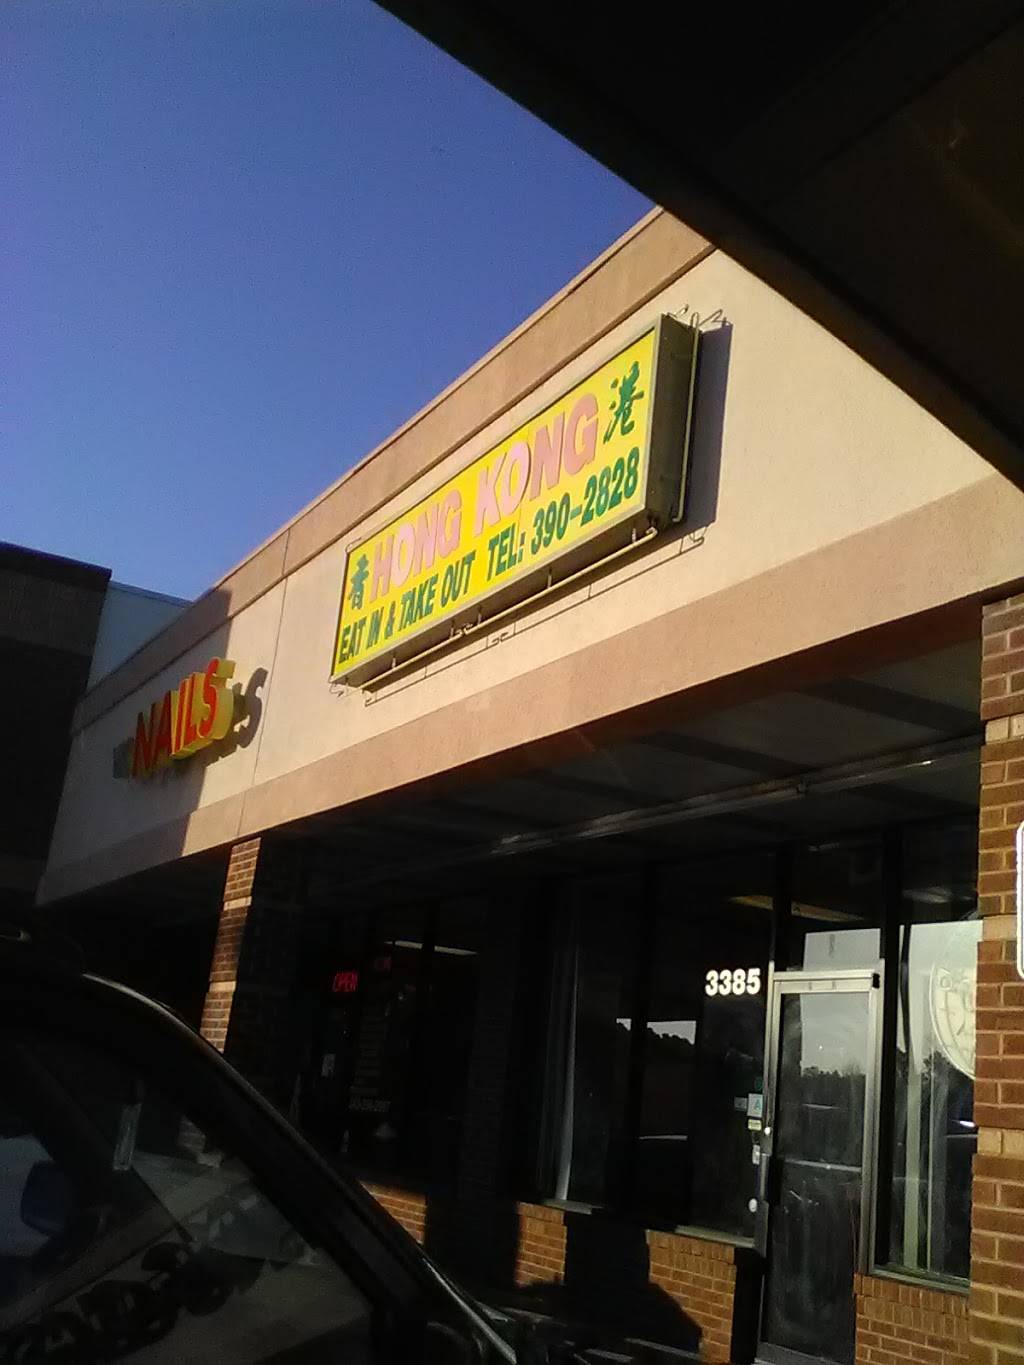 香 HONG KONG 港
EAT IN & TAKE OUT TEL: 390-2828
NAILS
OPEN
3385
A